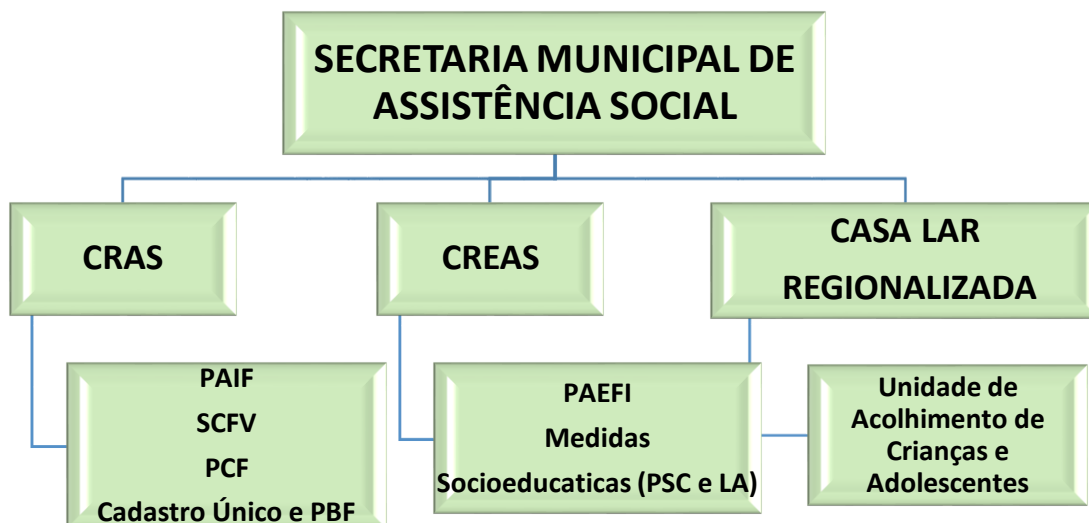 SECRETARIA MUNICIPAL DE
ASSISTÊNCIA SOCIAL
CRAS
CREAS
CASA LAR
REGIONALIZADA
PAIF
SCFV
PCF
Cadastro Único e PBF
PAEFI
Medidas
Socioeducaticas (PSC e LA)
Unidade de
Acolhimento de
Crianças e
Adolescentes